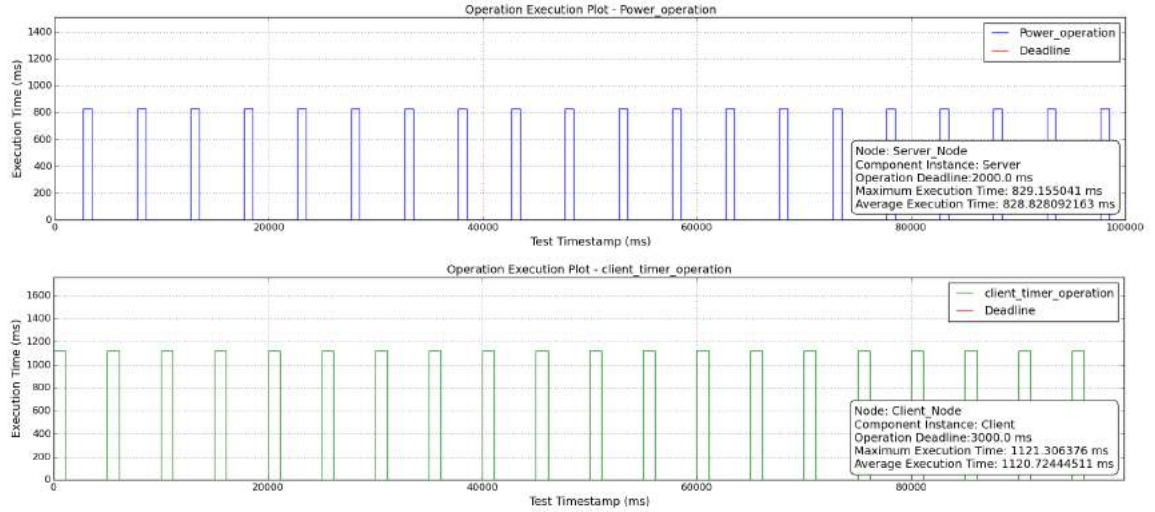 Operation Execution Plot - Power_operation
1400
1200
1000
800
600
400
200
0
Execution Time (ms)
Power_operation
Deadline
Node: Server_Node
Component Instance: Server
Operation Deadline:2000.0 ms
Maximum Execution Time: 829.155041 ms
Average Execution Time: 828.828092163 ms
0 20000 40000 60000 80000 100000
Test Timestamp (ms)
Operation Execution Plot - client_timer_operation
1600
1400
1200
1000
800
600
400
200
0
Execution Time (ms)
client_timer_operation
Deadline
Node: Client_Node
Component Instance: Client
Operation Deadline:3000.0 ms
Maximum Execution Time: 1121.306376 ms
Average Execution Time: 1120.72444511 ms
0 20000 40000 60000 80000
Test Timestamp (ms)